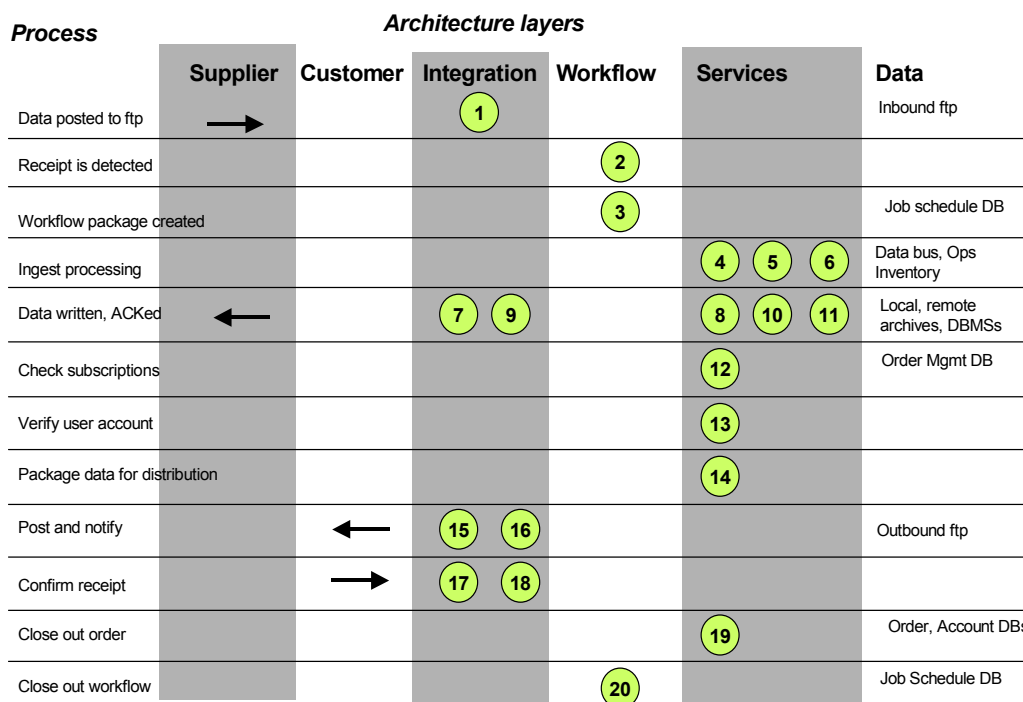 Process
Architecture layers
Supplier Customer Integration Workflow Services Data
Data posted to ftp 1 Inbound ftp
Receipt is detected 2
Workflow package created 3 Job schedule DB
Ingest processing 4 5 6 Data bus, Ops
Inventory
Data written, ACKed 7 9 8 10 11 Local, remote
archives, DBMSs
Check subscriptions 12 Order Mgmt DB
Verify user account 13
Package data for distribution 14
Post and notify 15 16 Outbound ftp
Confirm receipt 17 18
Close out order 19 Order, Account DBs
Close out workflow 20 Job Schedule DB